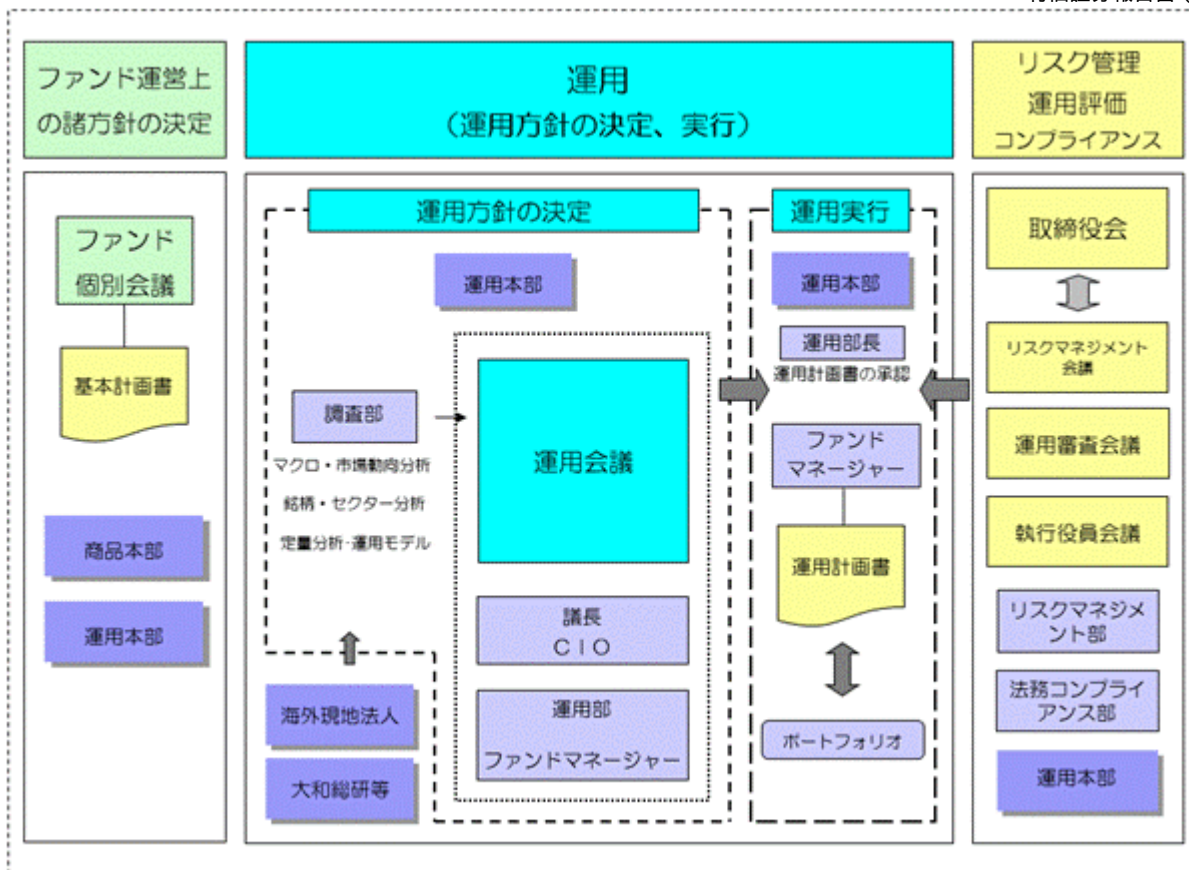 ファンド運営上
の諸方針の決定
運用
（運用方針の決定、実行）
リスク管理
運用評価
コンプライアンス
ファンド
個別会議
基本計画書
商品本部
運用本部
運用方針の決定
運用本部
調査部
マクロ・市場動向分析
銘柄・セクター分析
定量分析・運用モデル
運用会議
議長
ＣＩＯ
運用部
ファンドマネージャー
海外現地法人
大和総研等
運用実行
運用本部
運用部長
運用計画書の承認
ファンド
マネージャー
運用計画書
ポートフォリオ
取締役会
リスクマネジメント
会議
運用審査会議
執行役員会議
リスクマネジメ
ント部
法務コンプライ
アンス部
運用本部